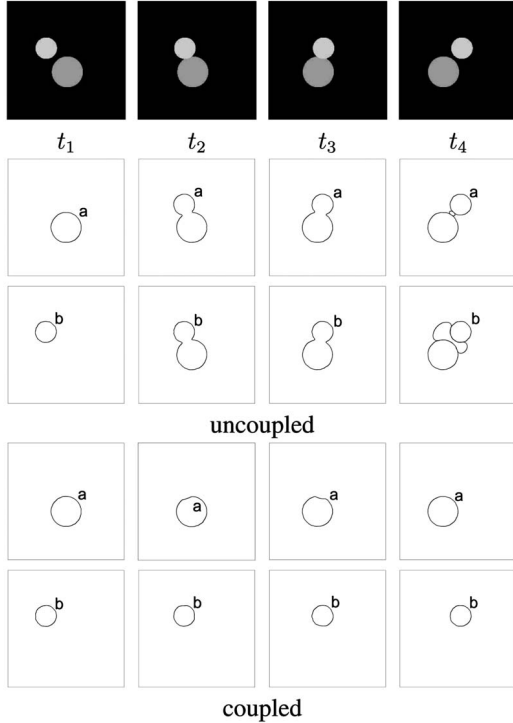 t₁ t₂ t₃ t₄
a a a a
b b b b
uncoupled
a a a a
b b b b
coupled